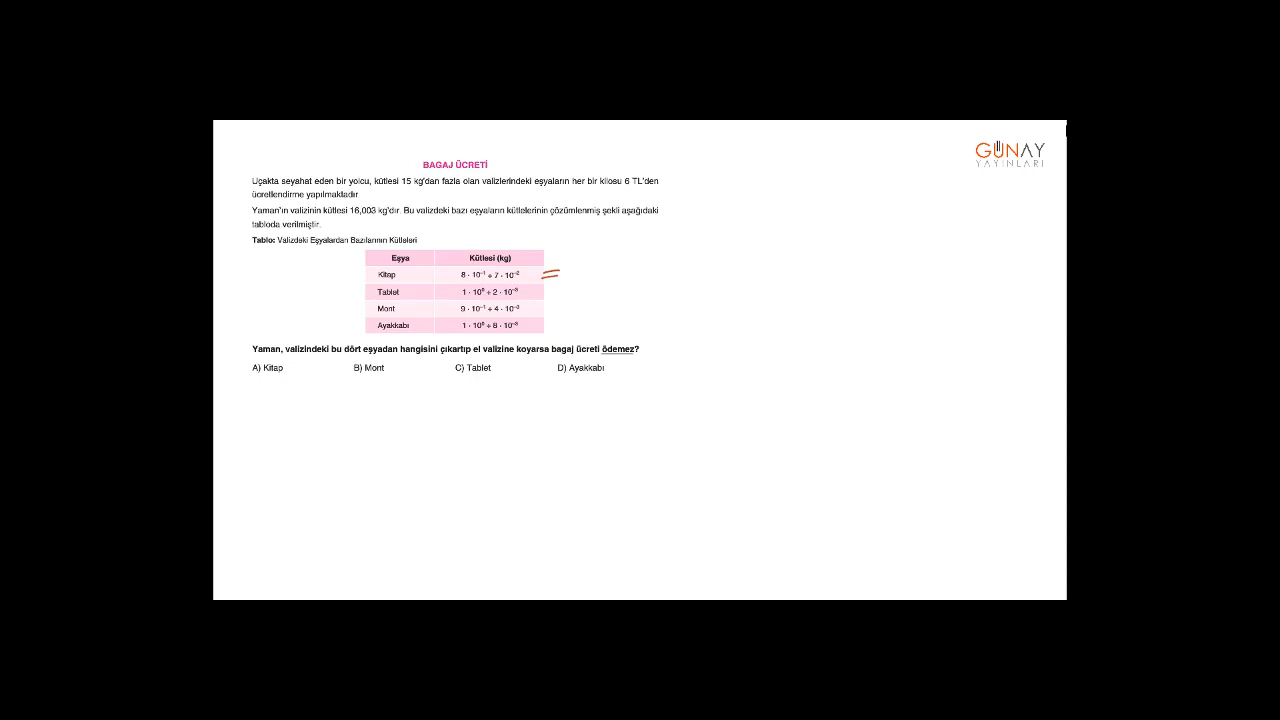 GÜNAY
YAYINLARI
BAGAJ ÜCRETİ
Uçakta seyahat eden bir yolcu, kütlesi 15 kg'dan fazla olan valizlerindeki eşyaların her bir kilosu 6 TL'den
ücretlendirme yapılmaktadır.
Yaman'ın valizinin kütlesi 16,003 kg'dır. Bu valizdeki bazı eşyaların kütlelerinin çözümlenmiş şekli aşağıdaki
tabloda verilmiştir.
Tablo: Valizdeki Eşyalardan Bazılarının Kütleleri
Eşya Kütlesi (kg)
Kitap 8 · 10⁻¹ + 7 · 10⁻²
Tablet 1 · 10⁰ + 2 · 10⁻³
Mont 9 · 10⁻¹ + 4 · 10⁻³
Ayakkabı 1 · 10⁰ + 8 · 10⁻³
Yaman, valizindeki bu dört eşyadan hangisini çıkartıp el valizine koyarsa bagaj ücreti ödemez?
A) Kitap B) Mont C) Tablet D) Ayakkabı